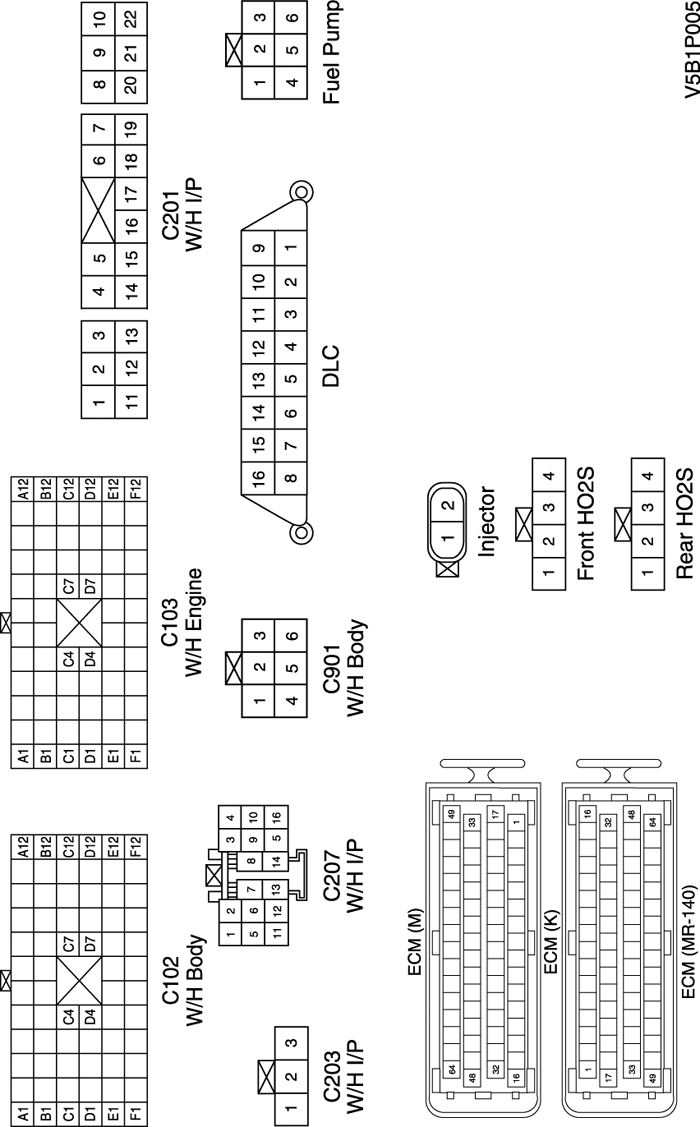 A1 A12
B1 B12
C1 C4 C7 C12
D1 D4 D7 D12
E1 E12
F1 F12
C102
W/H Body
A1 A12
B1 B12
C1 C4 C7 C12
D1 D4 D7 D12
E1 E12
F1 F12
C103
W/H Engine
1 2 3 4 5 6 7 8 9 10
11 12 13 14 15 16 17 18 19 20 21 22
C201
W/H I/P
1 2 3
C203
W/H I/P
1 2 3 4
5 6 7 8 9 10
11 12 13 14 5 16
C207
W/H I/P
1 2 3
4 5 6
C901
W/H Body
16 15 14 13 12 11 10 9
8 7 6 5 4 3 2 1
DLC
1 2 3
4 5 6
Fuel Pump
ECM (M)
64 49
48 33
32 17
16 1
ECM (K)
1 16
17 32
33 48
49 64
ECM (MR-140)
1 2
Injector
1 2 3 4
Front HO2S
1 2 3 4
Rear HO2S
V5B1P005